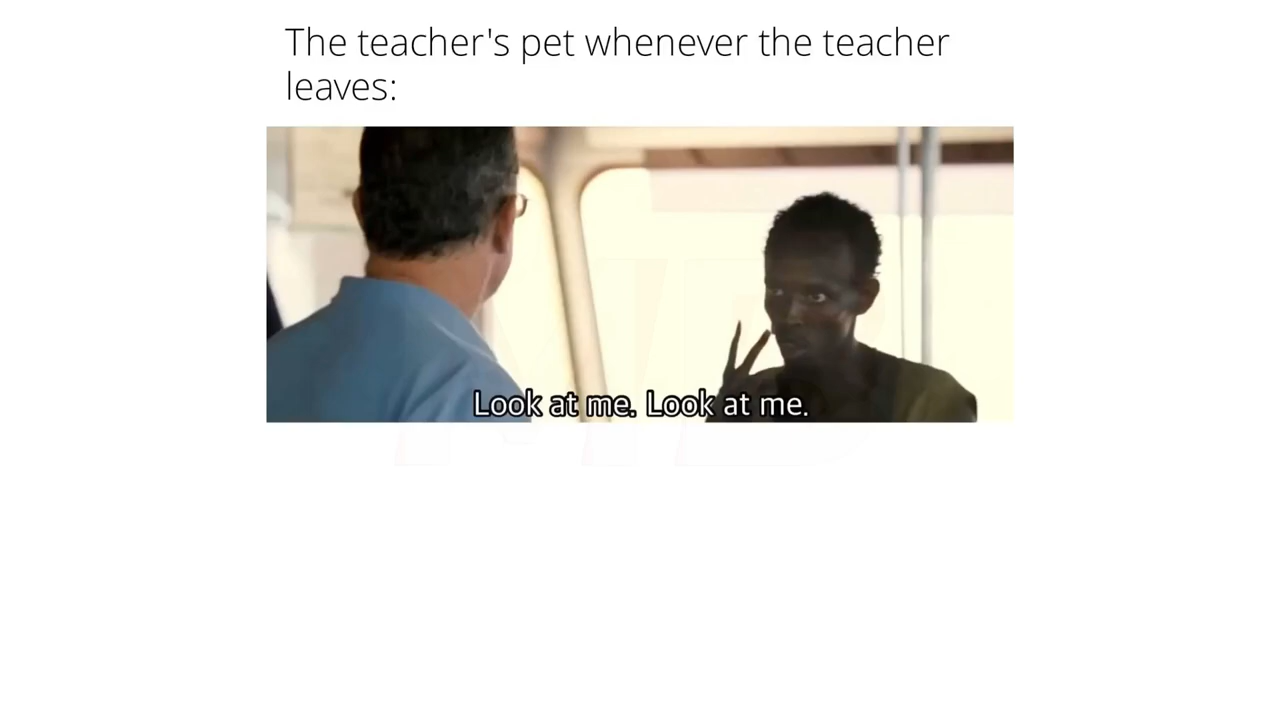 The teacher's pet whenever the teacher
leaves:
Look at me. Look at me.